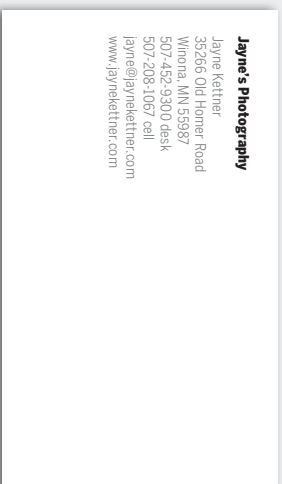 Jayne's Photography
Jayne Kettner
35266 Old Homer Road
Winona, MN 55987
507-452-9300 desk
507-208-1067 cell
jayne@jaynekettner.com
www.jaynekettner.com